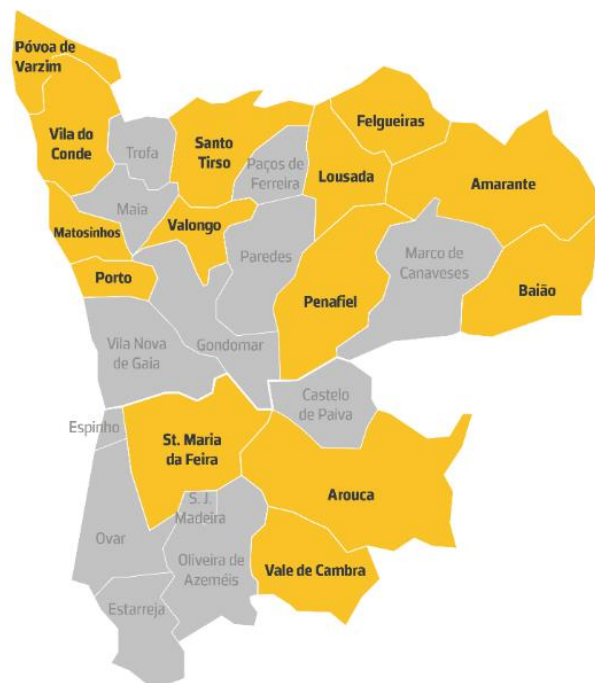 Póvoa de
Varzim
Vila do
Conde
Trofa
Santo
Tirso
Paços de
Ferreira
Felgueiras
Lousada
Amarante
Maia
Matosinhos
Valongo
Paredes
Marco de
Canaveses
Porto
Penafiel
Baião
Vila Nova
de Gaia
Gondomar
Castelo
de Paiva
Espinho
St. Maria
da Feira
Arouca
S. J.
Madeira
Ovar
Oliveira de
Azeméis
Vale de Cambra
Estarreja